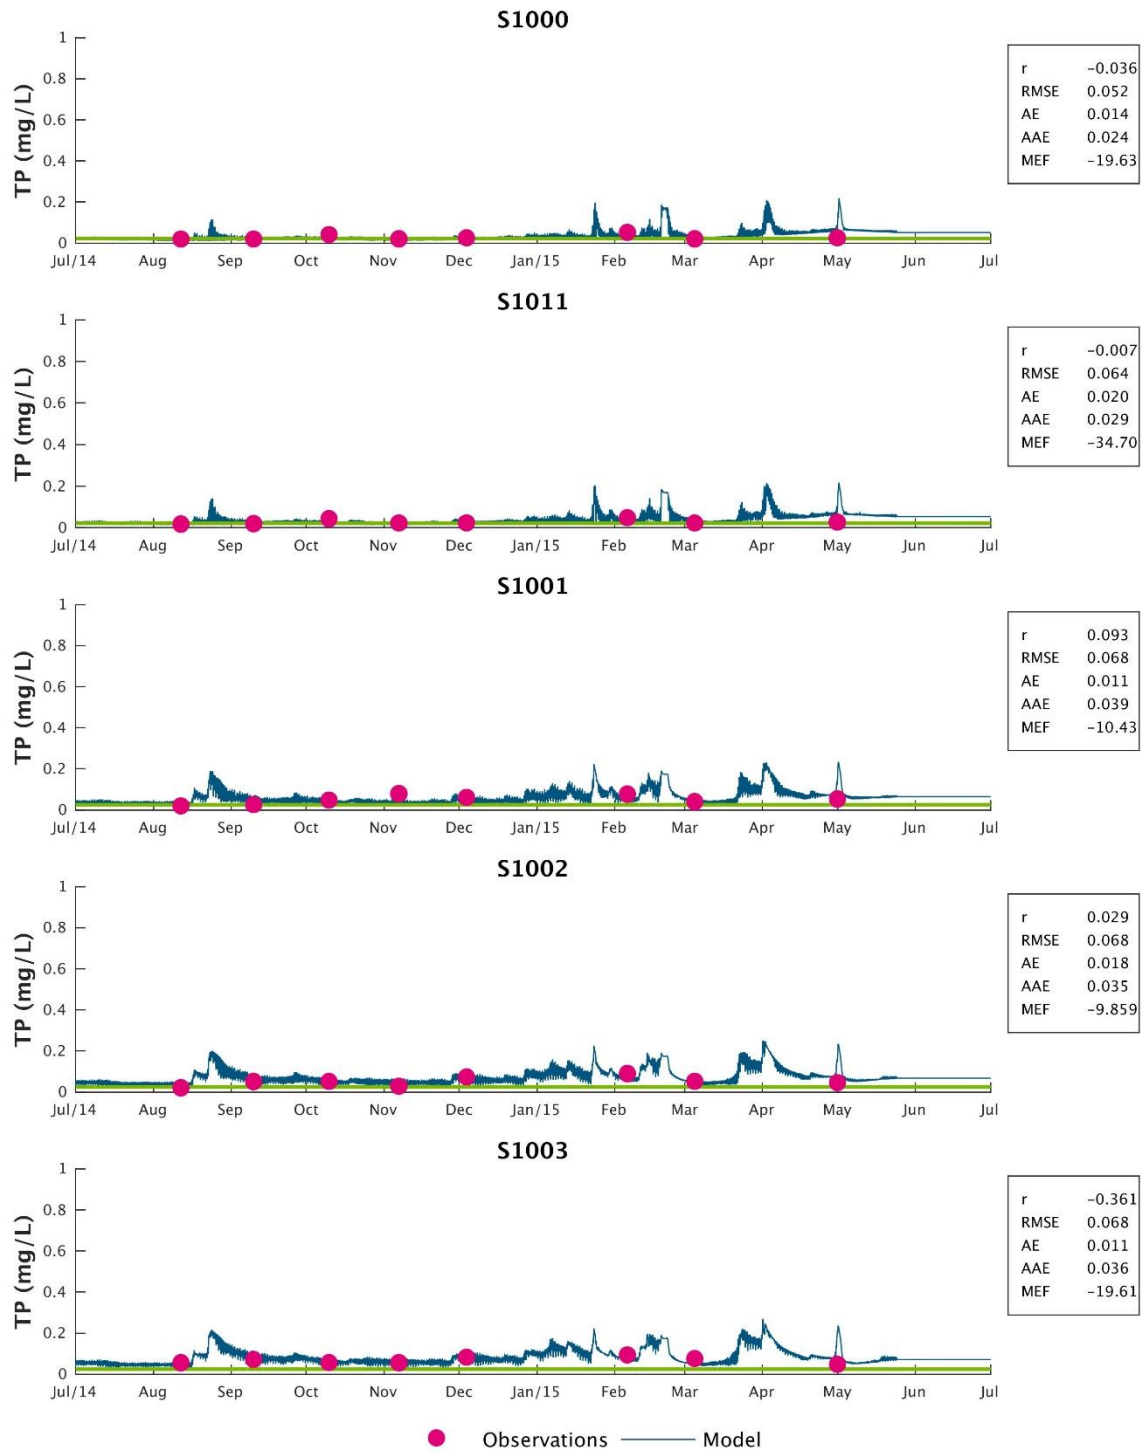 S1000
TP (mg/L)
1
0.8
0.6
0.4
0.2
0
Jul/14 Aug Sep Oct Nov Dec Jan/15 Feb Mar Apr May Jun Jul
r −0.036
RMSE 0.052
AE 0.014
AAE 0.024
MEF −19.63
S1011
TP (mg/L)
1
0.8
0.6
0.4
0.2
0
Jul/14 Aug Sep Oct Nov Dec Jan/15 Feb Mar Apr May Jun Jul
r −0.007
RMSE 0.064
AE 0.020
AAE 0.029
MEF −34.70
S1001
TP (mg/L)
1
0.8
0.6
0.4
0.2
0
Jul/14 Aug Sep Oct Nov Dec Jan/15 Feb Mar Apr May Jun Jul
r 0.093
RMSE 0.068
AE 0.011
AAE 0.039
MEF −10.43
S1002
TP (mg/L)
1
0.8
0.6
0.4
0.2
0
Jul/14 Aug Sep Oct Nov Dec Jan/15 Feb Mar Apr May Jun Jul
r 0.029
RMSE 0.068
AE 0.018
AAE 0.035
MEF −9.859
S1003
TP (mg/L)
1
0.8
0.6
0.4
0.2
0
Jul/14 Aug Sep Oct Nov Dec Jan/15 Feb Mar Apr May Jun Jul
r −0.361
RMSE 0.068
AE 0.011
AAE 0.036
MEF −19.61
Observations Model